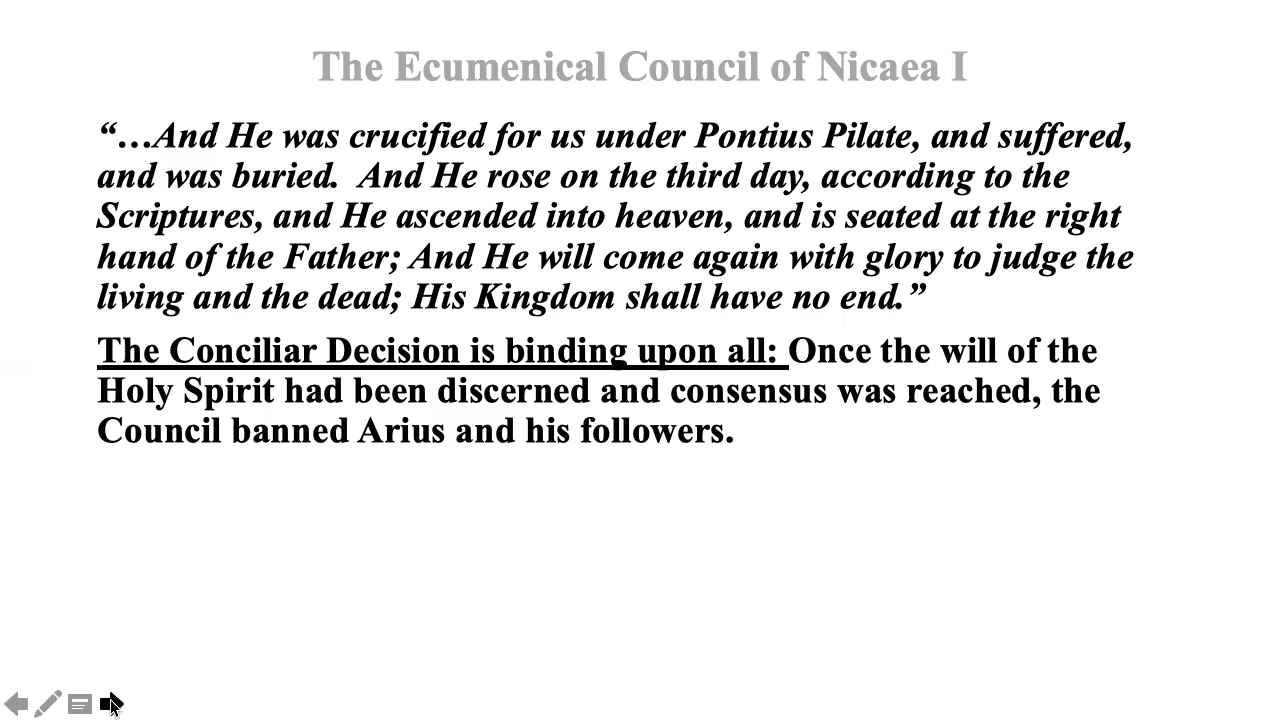 The Ecumenical Council of Nicaea I
“…And He was crucified for us under Pontius Pilate, and suffered,
and was buried.  And He rose on the third day, according to the
Scriptures, and He ascended into heaven, and is seated at the right
hand of the Father; And He will come again with glory to judge the
living and the dead; His Kingdom shall have no end.”
The Conciliar Decision is binding upon all: Once the will of the
Holy Spirit had been discerned and consensus was reached, the
Council banned Arius and his followers.